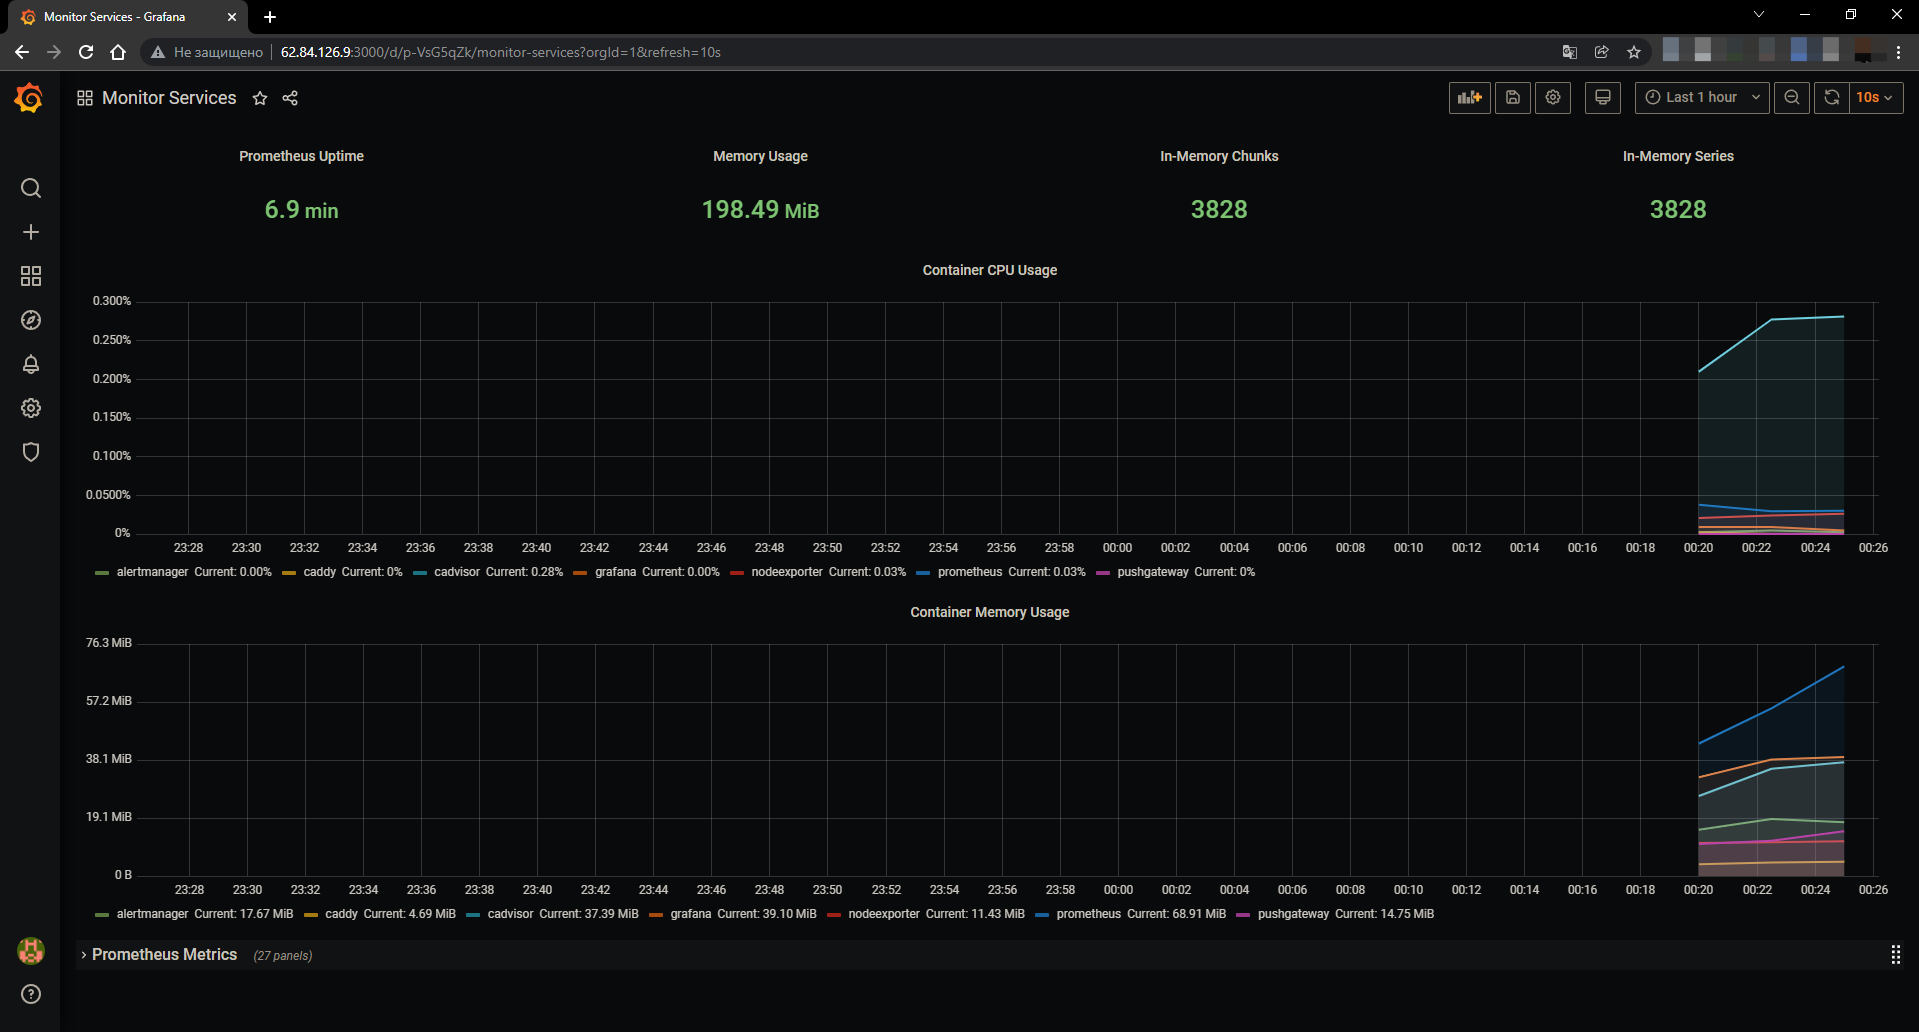 Monitor Services - Grafana
Не защищено 62.84.126.9:3000/d/p-VsG5qZk/monitor-services?orgId=1&refresh=10s
Monitor Services Last 1 hour 10s
Prometheus Uptime Memory Usage In-Memory Chunks In-Memory Series
6.9 min 198.49 MiB 3828 3828
Container CPU Usage
0.300%
0.250%
0.200%
0.150%
0.100%
0.0500%
0%
23:28 23:30 23:32 23:34 23:36 23:38 23:40 23:42 23:44 23:46 23:48 23:50 23:52 23:54 23:56 23:58 00:00 00:02 00:04 00:06 00:08 00:10 00:12 00:14 00:16 00:18 00:20 00:22 00:24 00:26
alertmanager Current: 0.00% caddy Current: 0% cadvisor Current: 0.28% grafana Current: 0.00% nodeexporter Current: 0.03% prometheus Current: 0.03% pushgateway Current: 0%
Container Memory Usage
76.3 MiB
57.2 MiB
38.1 MiB
19.1 MiB
0 B
23:28 23:30 23:32 23:34 23:36 23:38 23:40 23:42 23:44 23:46 23:48 23:50 23:52 23:54 23:56 23:58 00:00 00:02 00:04 00:06 00:08 00:10 00:12 00:14 00:16 00:18 00:20 00:22 00:24 00:26
alertmanager Current: 17.67 MiB caddy Current: 4.69 MiB cadvisor Current: 37.39 MiB grafana Current: 39.10 MiB nodeexporter Current: 11.43 MiB prometheus Current: 68.91 MiB pushgateway Current: 14.75 MiB
Prometheus Metrics (27 panels)